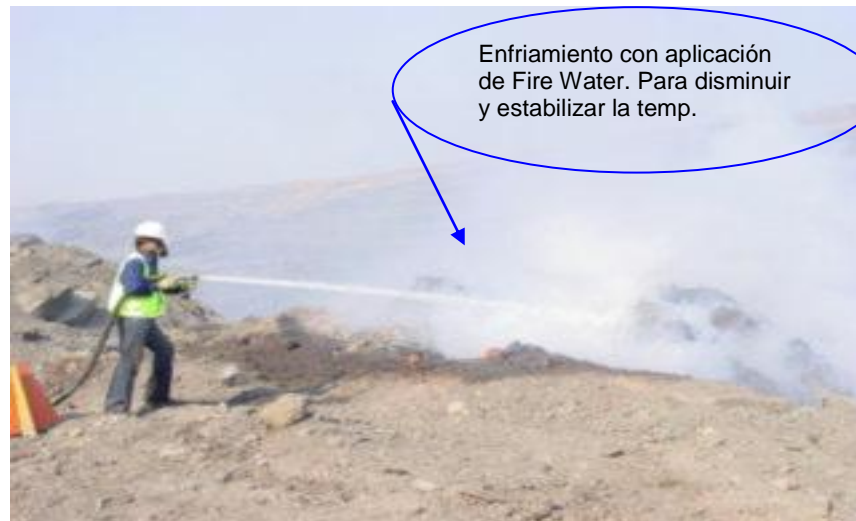 Enfriamiento con aplicación
de Fire Water. Para disminuir
y estabilizar la temp.